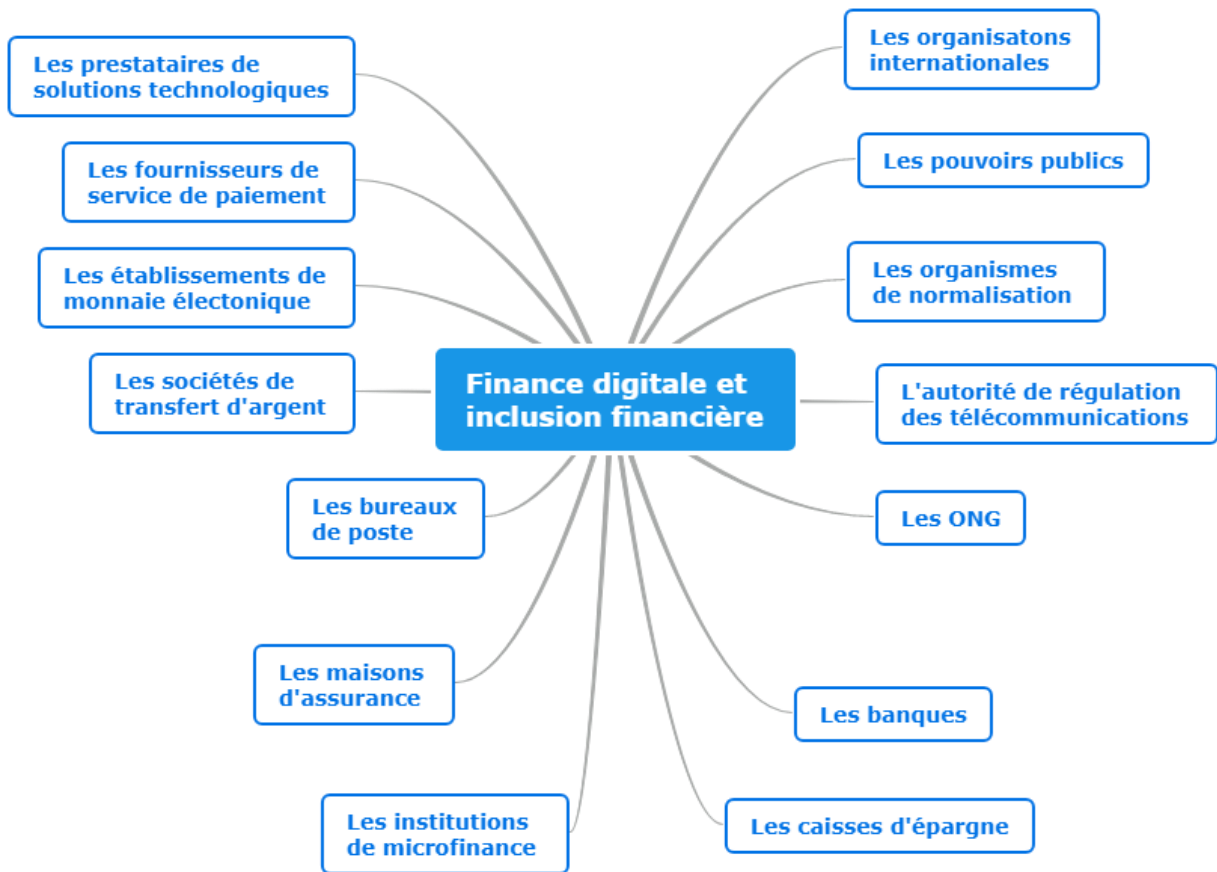 Les prestataires de
solutions technologiques
Les fournisseurs de
service de paiement
Les établissements de
monnaie électonique
Les sociétés de
transfert d'argent
Les bureaux
de poste
Les maisons
d'assurance
Les institutions
de microfinance
Finance digitale et
inclusion financière
Les organisatons
internationales
Les pouvoirs publics
Les organismes
de normalisation
L'autorité de régulation
des télécommunications
Les ONG
Les banques
Les caisses d'épargne